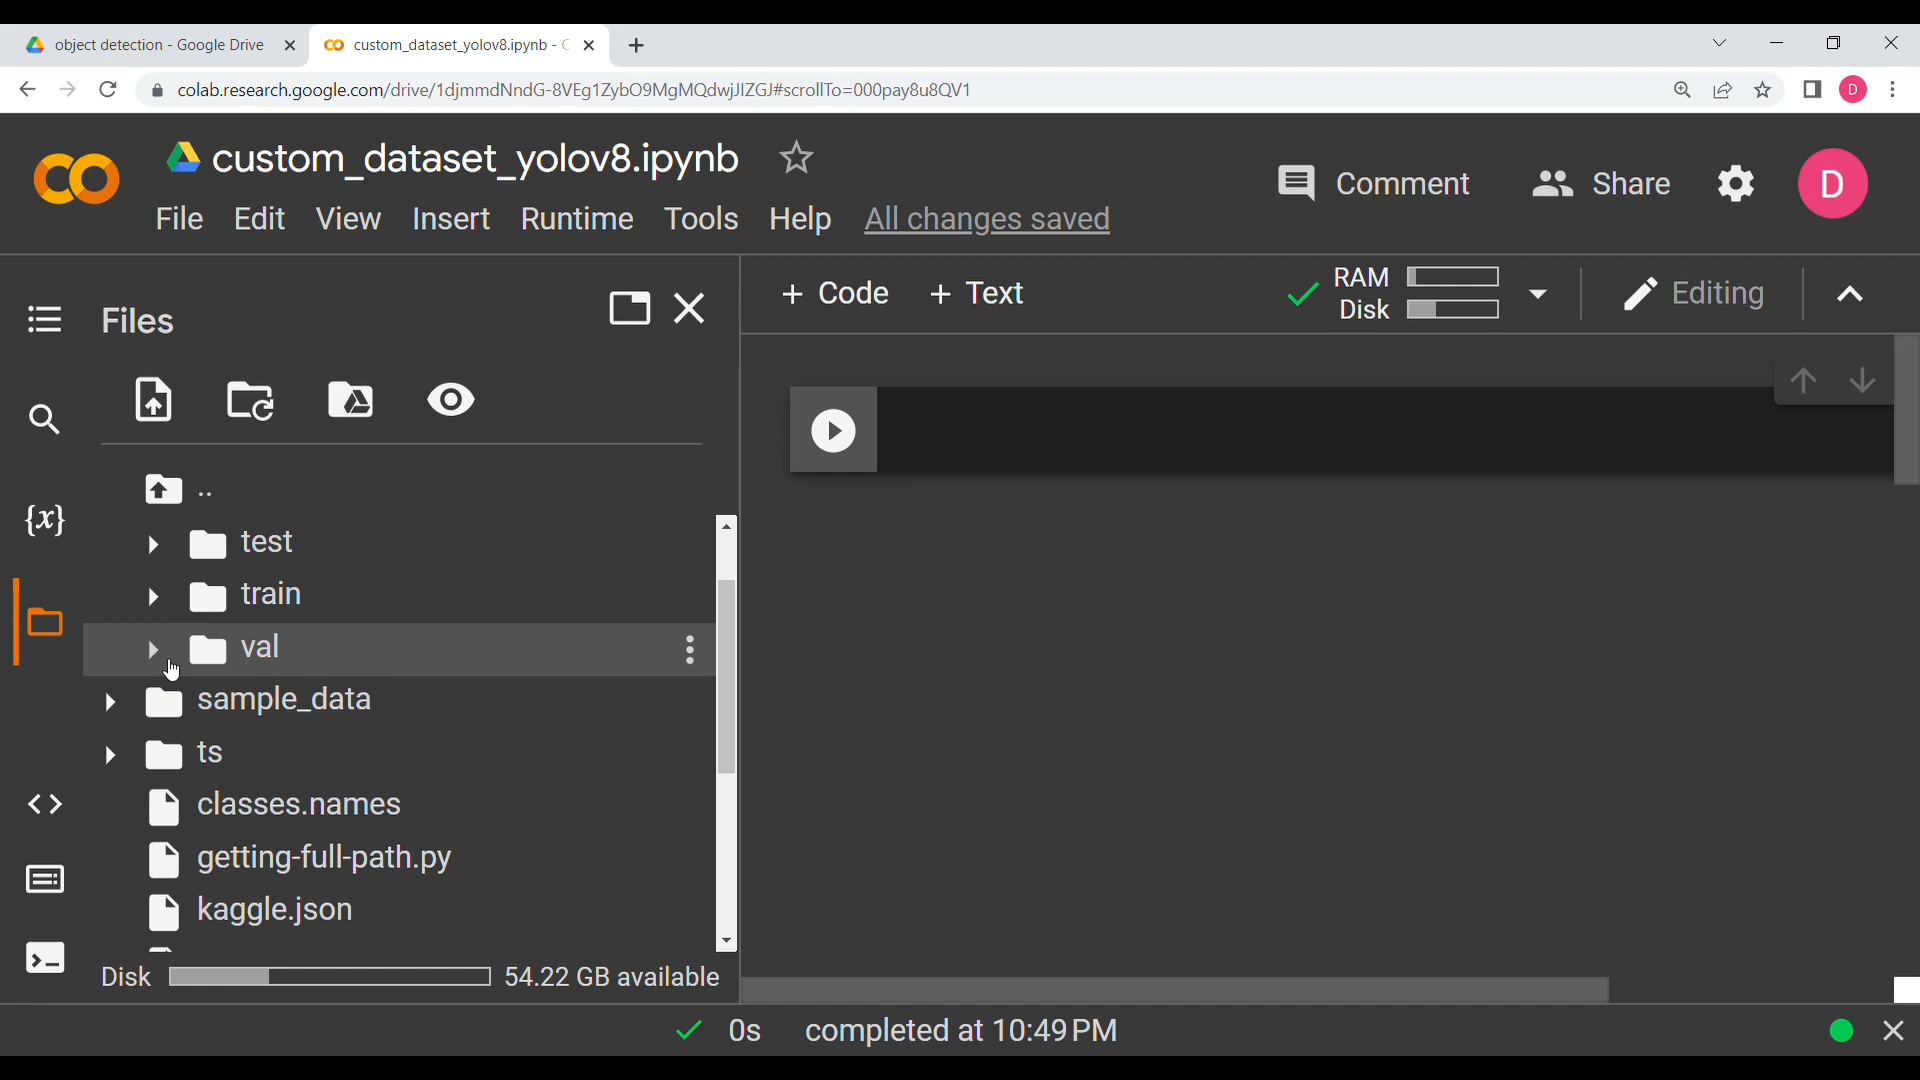 object detection - Google Drive
custom_dataset_yolov8.ipynb - C
colab.research.google.com/drive/1djmmdNndG-8VEg1ZybO9MgMQdwjJIZGJ#scrollTo=000pay8u8QV1
D
custom_dataset_yolov8.ipynb
Comment
Share
D
File Edit View Insert Runtime Tools Help All changes saved
Files
+ Code + Text
RAM
Disk
Editing
{x}
..
test
train
val
sample_data
ts
classes.names
getting-full-path.py
kaggle.json
Disk 54.22 GB available
0s completed at 10:49 PM